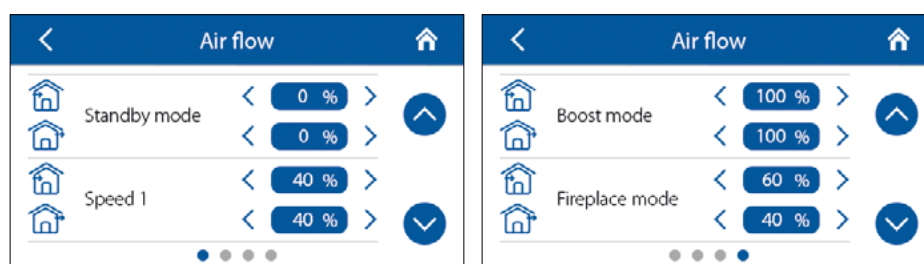 Air flow
Standby mode
0 %
0 %
Speed 1
40 %
40 %
Air flow
Boost mode
100 %
100 %
Fireplace mode
60 %
40 %